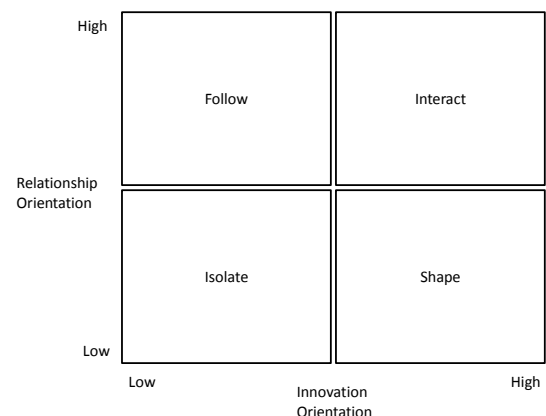 High
Follow
Interact
Relationship
Orientation
Isolate
Shape
Low
Low
High
Innovation
Orientation